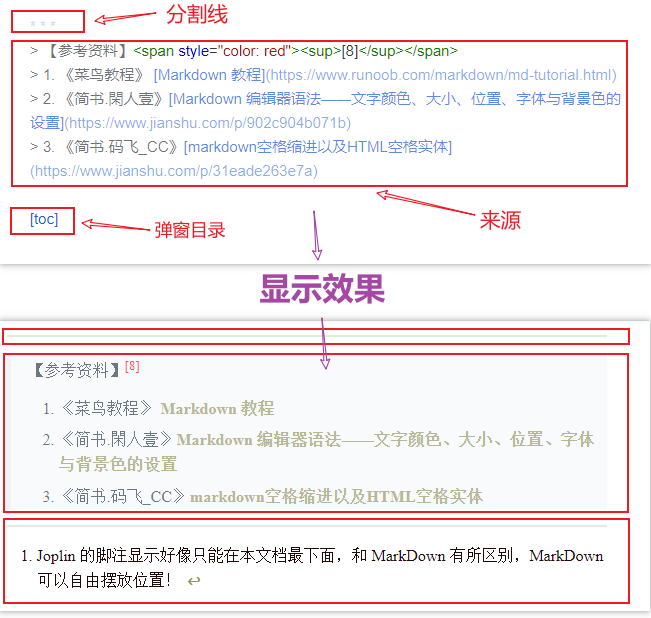 * * *
分割线
> 【参考资料】<span style="color: red"><sup>[8]</sup></span>
> 1. 《菜鸟教程》 [Markdown 教程](https://www.runoob.com/markdown/md-tutorial.html)
> 2. 《简书.閑人壹》[Markdown 编辑器语法——文字颜色、大小、位置、字体与背景色的
设置](https://www.jianshu.com/p/902c904b071b)
> 3. 《简书.码飞_CC》[markdown空格缩进以及HTML空格实体]
(https://www.jianshu.com/p/31eade263e7a)
来源
[toc]
弹窗目录
显示效果
【参考资料】[8]
1. 《菜鸟教程》 Markdown 教程
2. 《简书.閑人壹》Markdown 编辑器语法——文字颜色、大小、位置、字体
与背景色的设置
3. 《简书.码飞_CC》markdown空格缩进以及HTML空格实体
1. Joplin 的脚注显示好像只能在本文档最下面，和 MarkDown 有所区别，MarkDown
可以自由摆放位置！ ↩